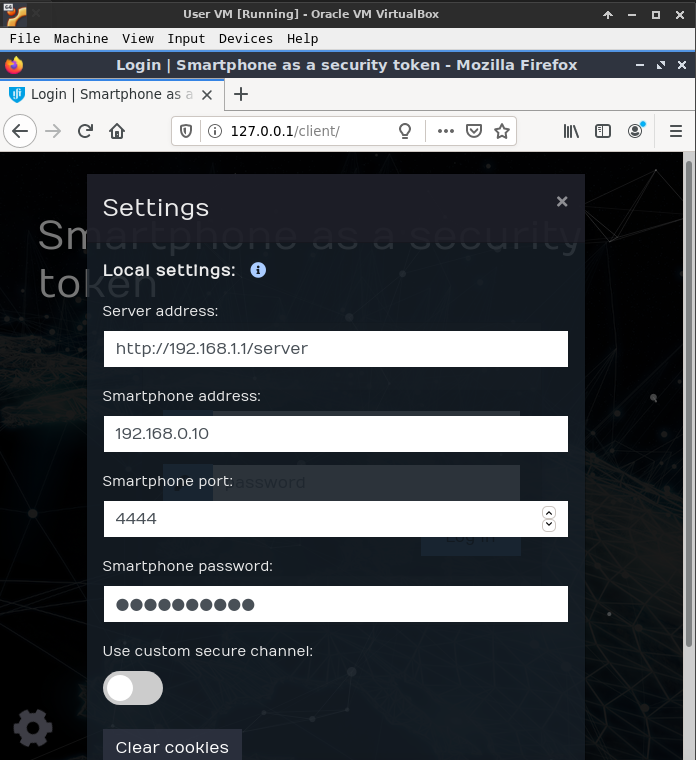 User VM [Running] - Oracle VM VirtualBox
File Machine View Input Devices Help
Login | Smartphone as a security token - Mozilla Firefox
Login | Smartphone as a
127.0.0.1/client/
Smartphone as a security
token
Settings
Local settings:
Server address:
http://192.168.1.1/server
Smartphone address:
192.168.0.10
Smartphone port:
password
4444
Log in
Smartphone password:
Use custom secure channel:
Clear cookies